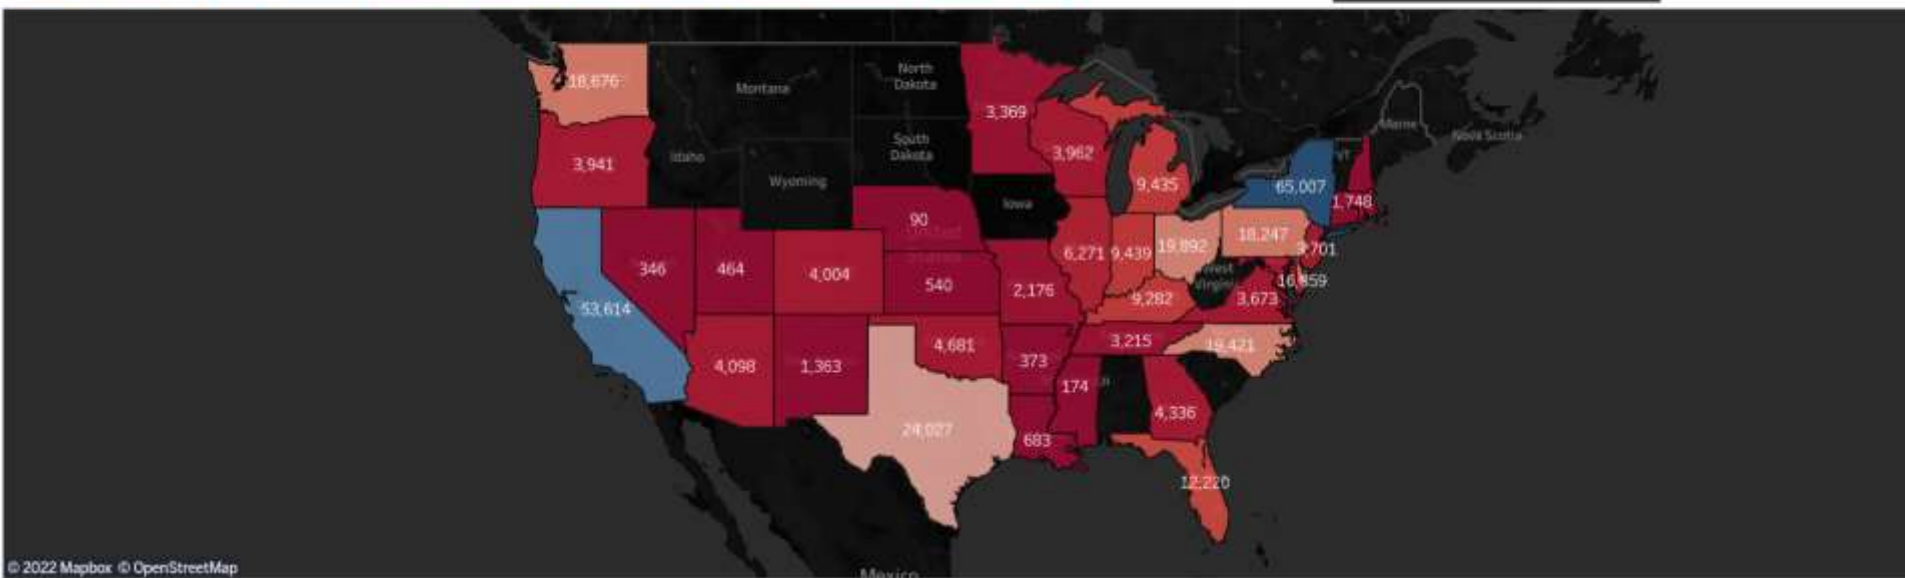 18,676
Montana
North
Dakota
3,369
Maine
Nova Scotia
3,941
Idaho
South
Dakota
3,962
VT
Wyoming
9,435
65,007
Iowa
1,748
90
United
States
6,271
9,439
19,892
18,247
3,701
346
464
4,004
540
2,176
West
Virginia
16,859
9,282
3,673
53,614
4,098
1,363
4,681
373
3,215
19,421
174
24,027
683
4,336
12,220
© 2022 Mapbox © OpenStreetMap
Mexico